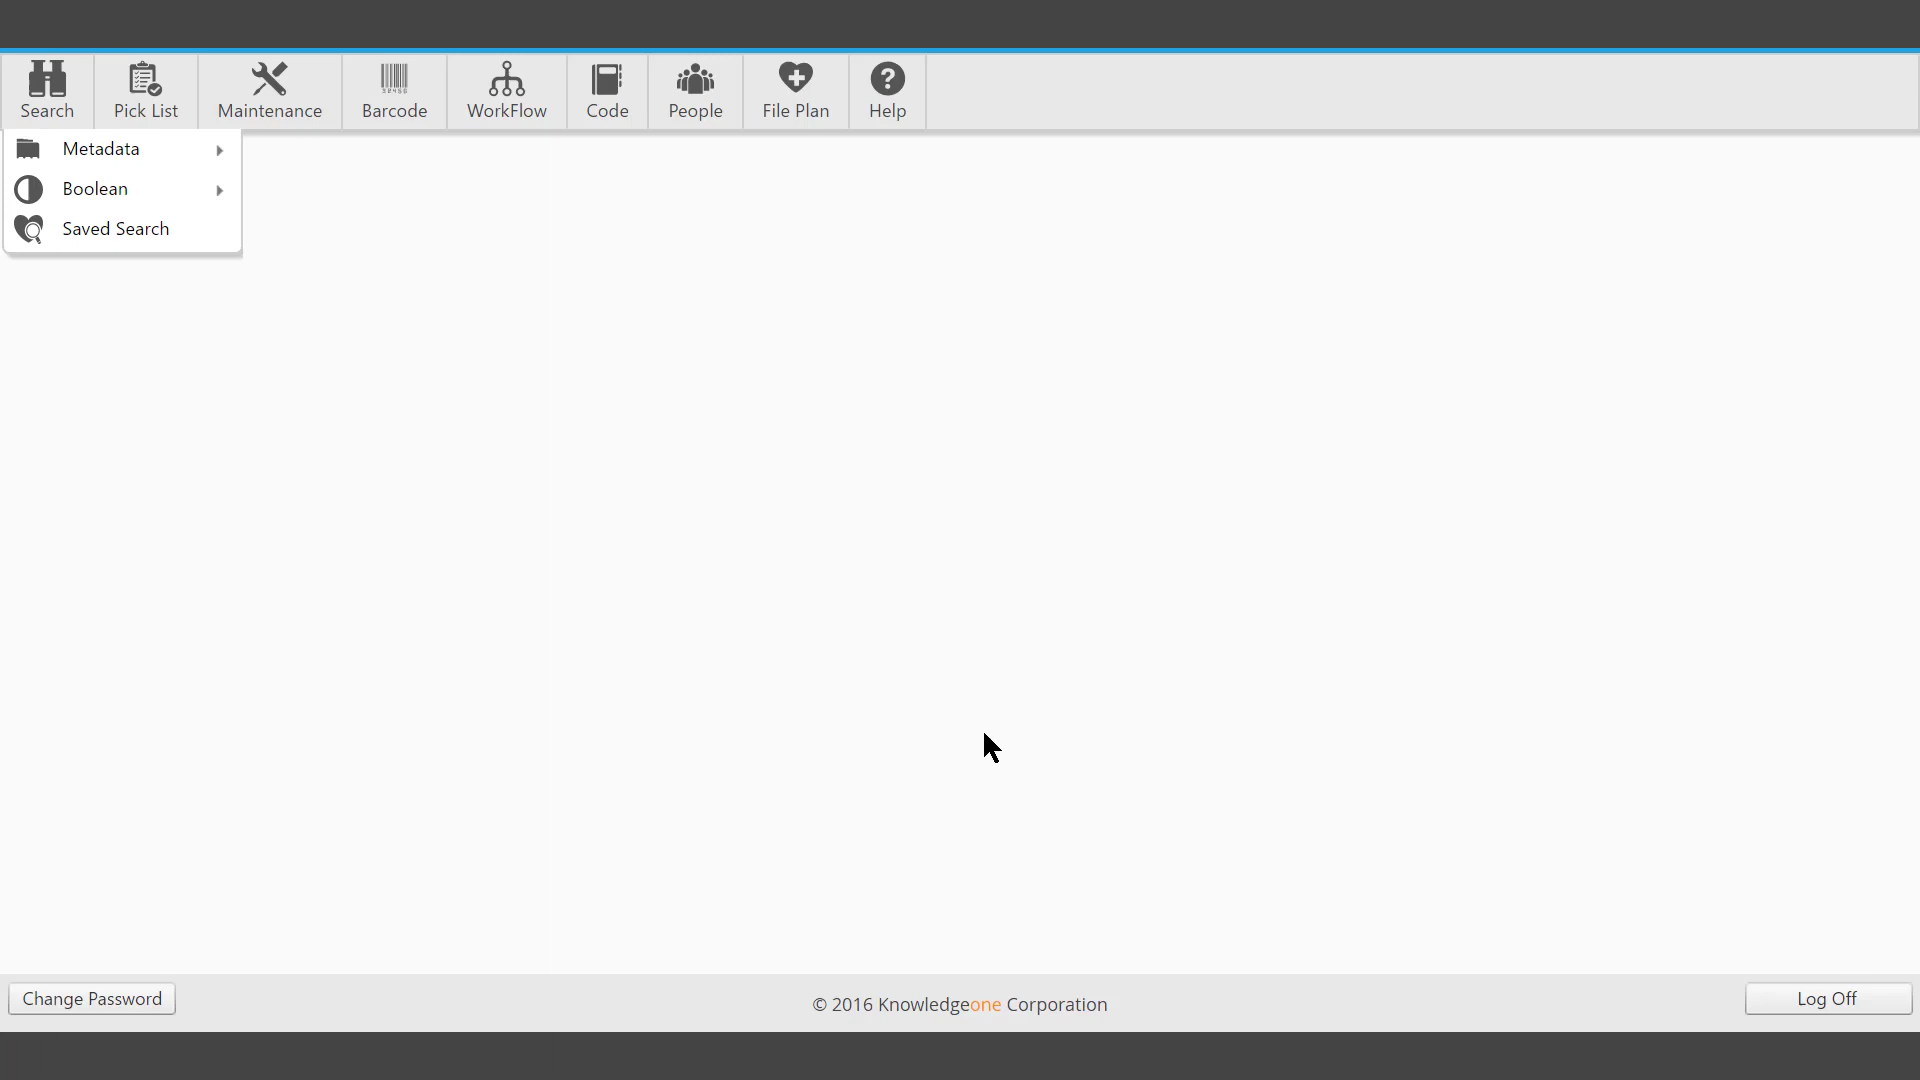 Search
Pick List
Maintenance
Barcode
WorkFlow
Code
People
File Plan
Help
Metadata
Boolean
Saved Search
Change Password
© 2016 Knowledgeone Corporation
Log Off